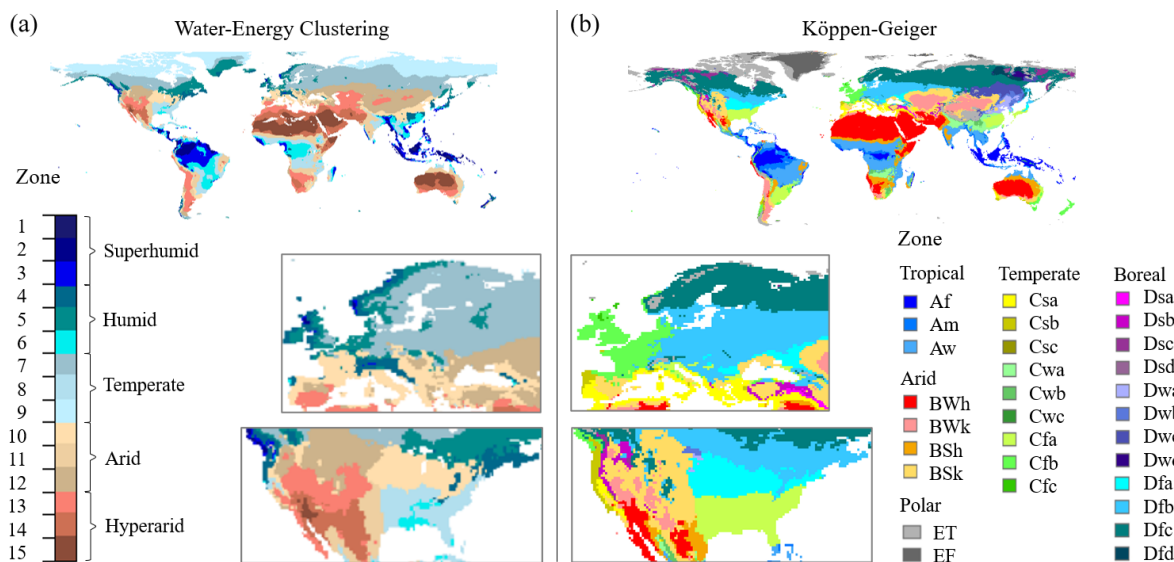 (a)
Water-Energy Clustering
Zone
1
2
3
4
5
6
7
8
9
10
11
12
13
14
15
Superhumid
Humid
Temperate
Arid
Hyperarid
(b)
Köppen-Geiger
Zone
Tropical
Af
Am
Aw
Arid
BWh
BWk
BSh
BSk
Polar
ET
EF
Temperate
Csa
Csb
Csc
Cwa
Cwb
Cwc
Cfa
Cfb
Cfc
Boreal
Dsa
Dsb
Dsc
Dsd
Dwa
Dfa
Dfb
Dfc
Dfd